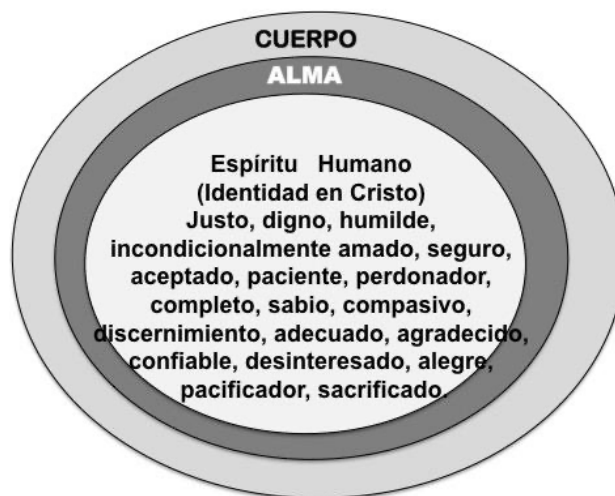 CUERPO
ALMA
Espíritu Humano
(Identidad en Cristo)
Justo, digno, humilde,
incondicionalmente amado, seguro,
aceptado, paciente, perdonador,
completo, sabio, compasivo,
discernimiento, adecuado, agradecido,
confiable, desinteresado, alegre,
pacificador, sacrificado.